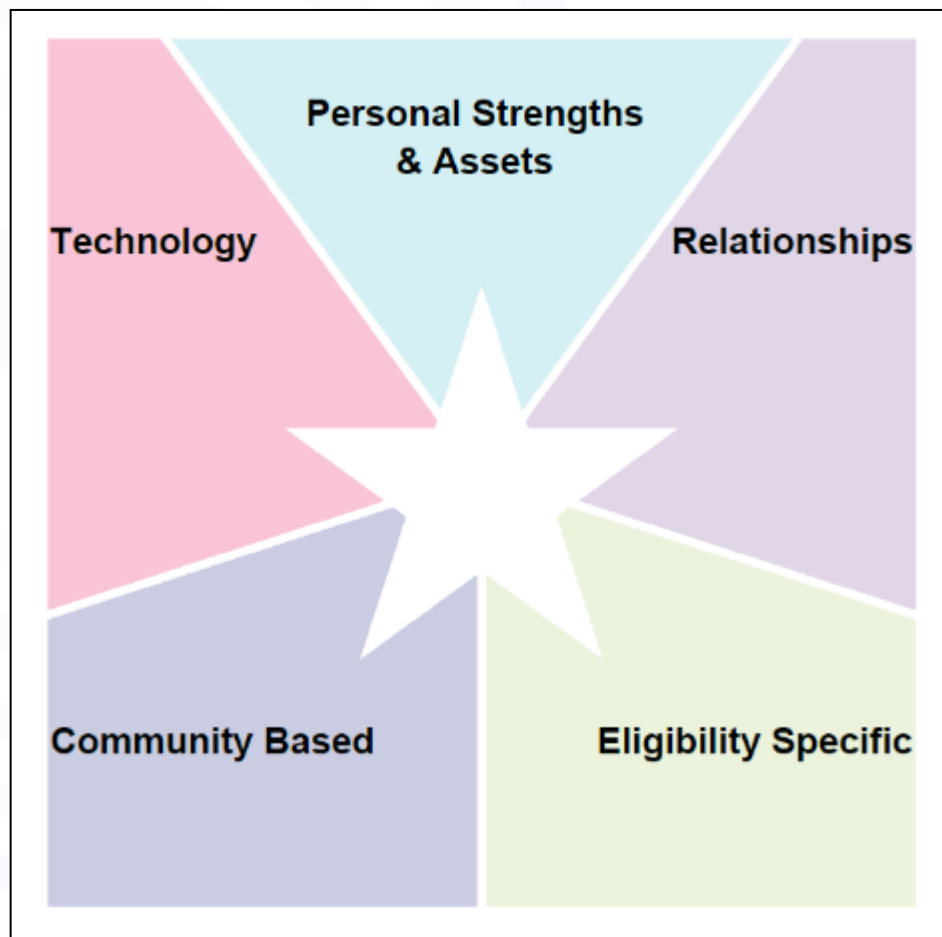 Personal Strengths
& Assets
Technology
Relationships
Community Based
Eligibility Specific